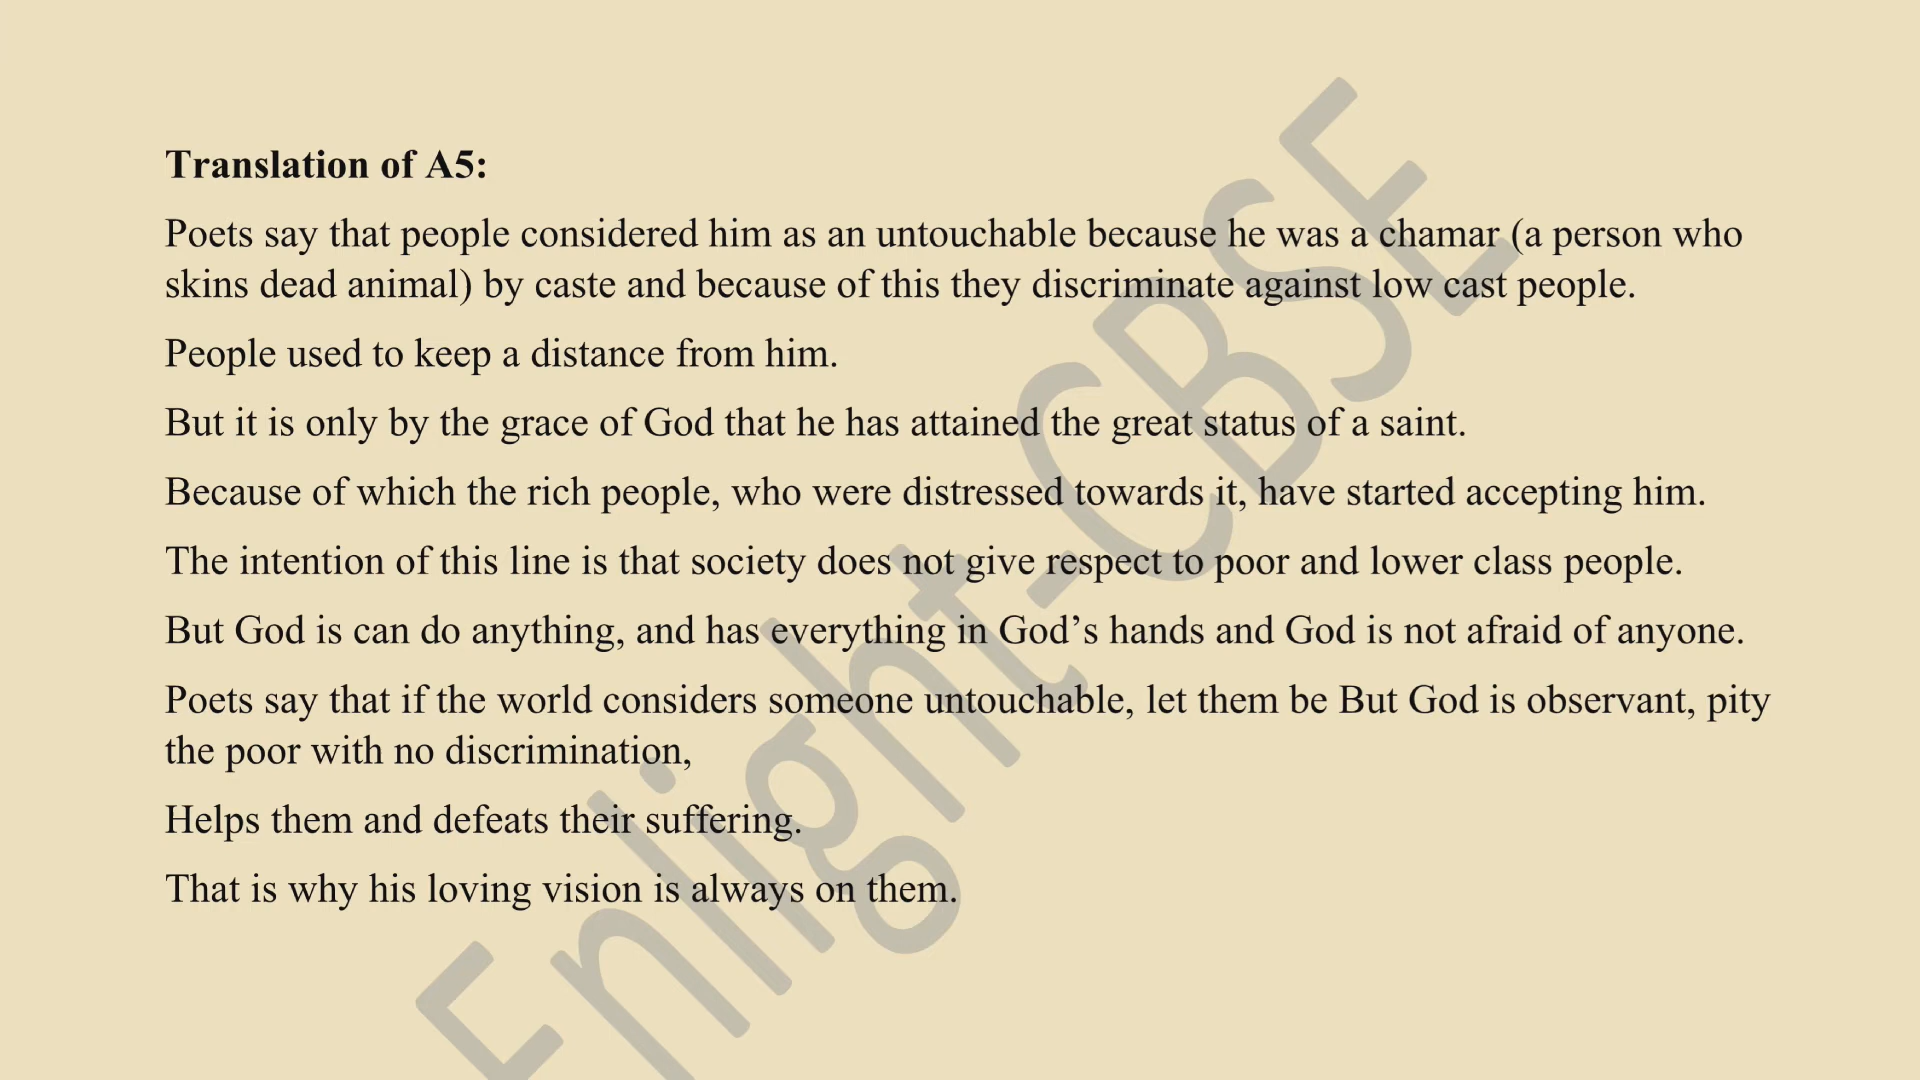 Translation of A5:
Poets say that people considered him as an untouchable because he was a chamar (a person who
skins dead animal) by caste and because of this they discriminate against low cast people.
People used to keep a distance from him.
But it is only by the grace of God that he has attained the great status of a saint.
Because of which the rich people, who were distressed towards it, have started accepting him.
The intention of this line is that society does not give respect to poor and lower class people.
But God is can do anything, and has everything in God’s hands and God is not afraid of anyone.
Poets say that if the world considers someone untouchable, let them be But God is observant, pity
the poor with no discrimination,
Helps them and defeats their suffering.
That is why his loving vision is always on them.
Enlight-CBSE